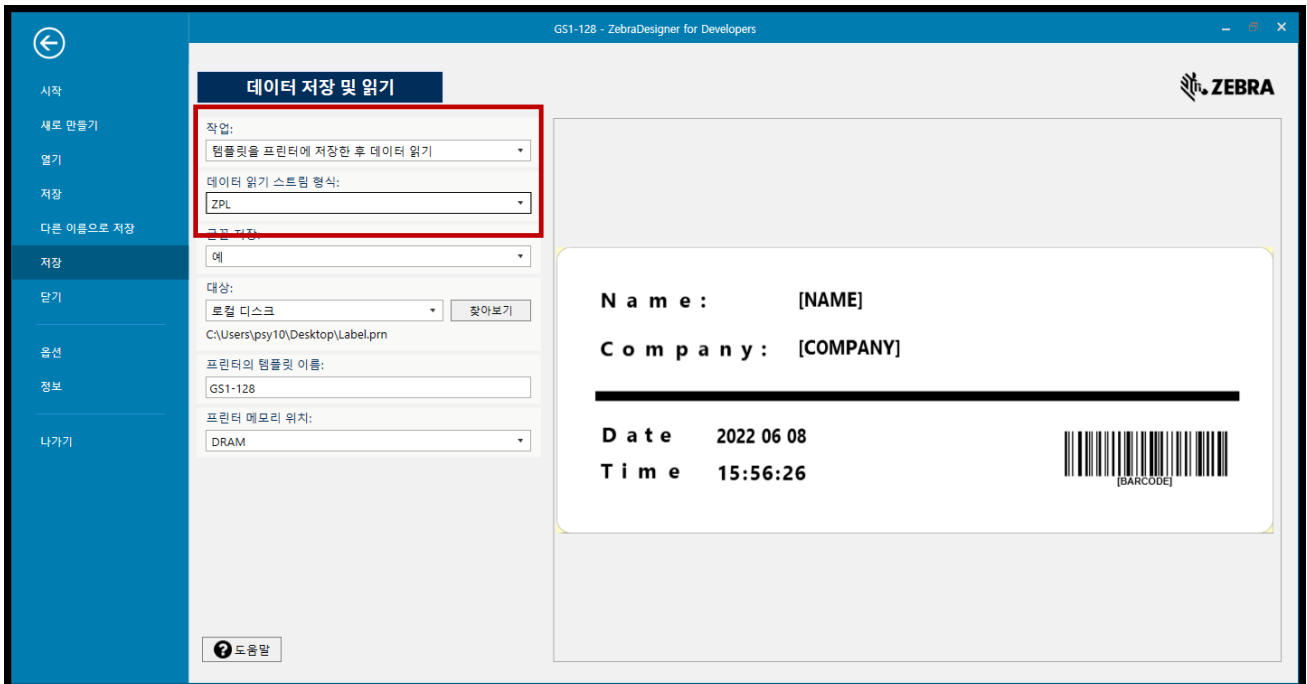 GS1-128 - ZebraDesigner for Developers
시작
새로 만들기
열기
저장
다른 이름으로 저장
저장
닫기
옵션
정보
나가기
데이터 저장 및 읽기
ZEBRA
작업:
템플릿을 프린터에 저장한 후 데이터 읽기
데이터 읽기 스트림 형식:
ZPL
글꼴 저장:
예
대상:
로컬 디스크
찾아보기
C:\Users\psy10\Desktop\Label.prn
프린터의 템플릿 이름:
GS1-128
프린터 메모리 위치:
DRAM
도움말
Name: [NAME]
Company: [COMPANY]
Date 2022 06 08
Time 15:56:26
[BARCODE]